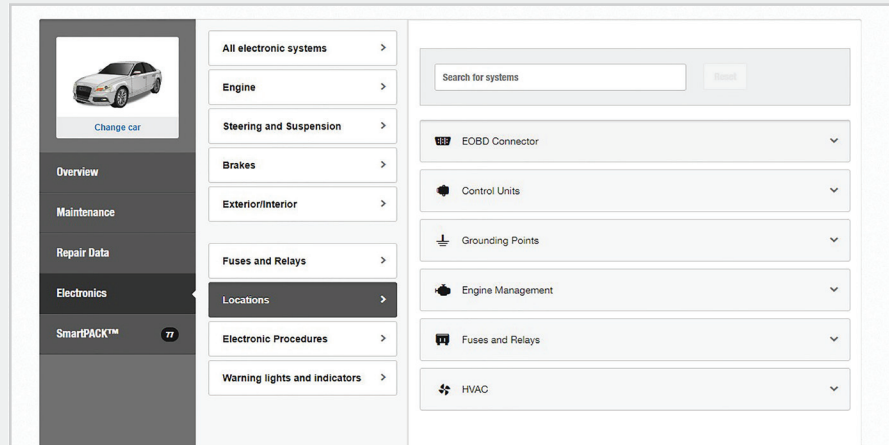 Change car
Overview
Maintenance
Repair Data
Electronics
SmartPACK™ 77
All electronic systems
Engine
Steering and Suspension
Brakes
Exterior/Interior
Fuses and Relays
Locations
Electronic Procedures
Warning lights and indicators
Search for systems
Reset
EOBD Connector
Control Units
Grounding Points
Engine Management
Fuses and Relays
HVAC